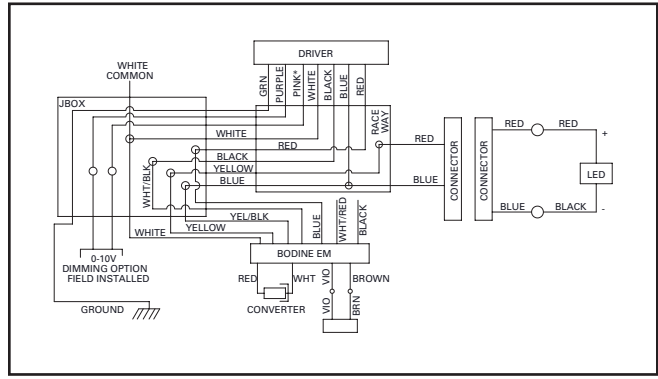 DRIVER
WHITE
COMMON
GRN
PURPLE
PINK*
WHITE
BLACK
BLUE
RED
JBOX
RACE
WAY
WHITE
RED
BLACK
YELLOW
BLUE
WHT/BLK
RED
BLUE
CONNECTOR
CONNECTOR
RED
RED
+
LED
BLUE
BLACK
-
YEL/BLK
YELLOW
WHITE
BLUE
WHT/RED
BLACK
BODINE EM
0-10V
DIMMING OPTION
FIELD INSTALLED
GROUND
RED
WHT
CONVERTER
VIO
BROWN
VIO
BRN